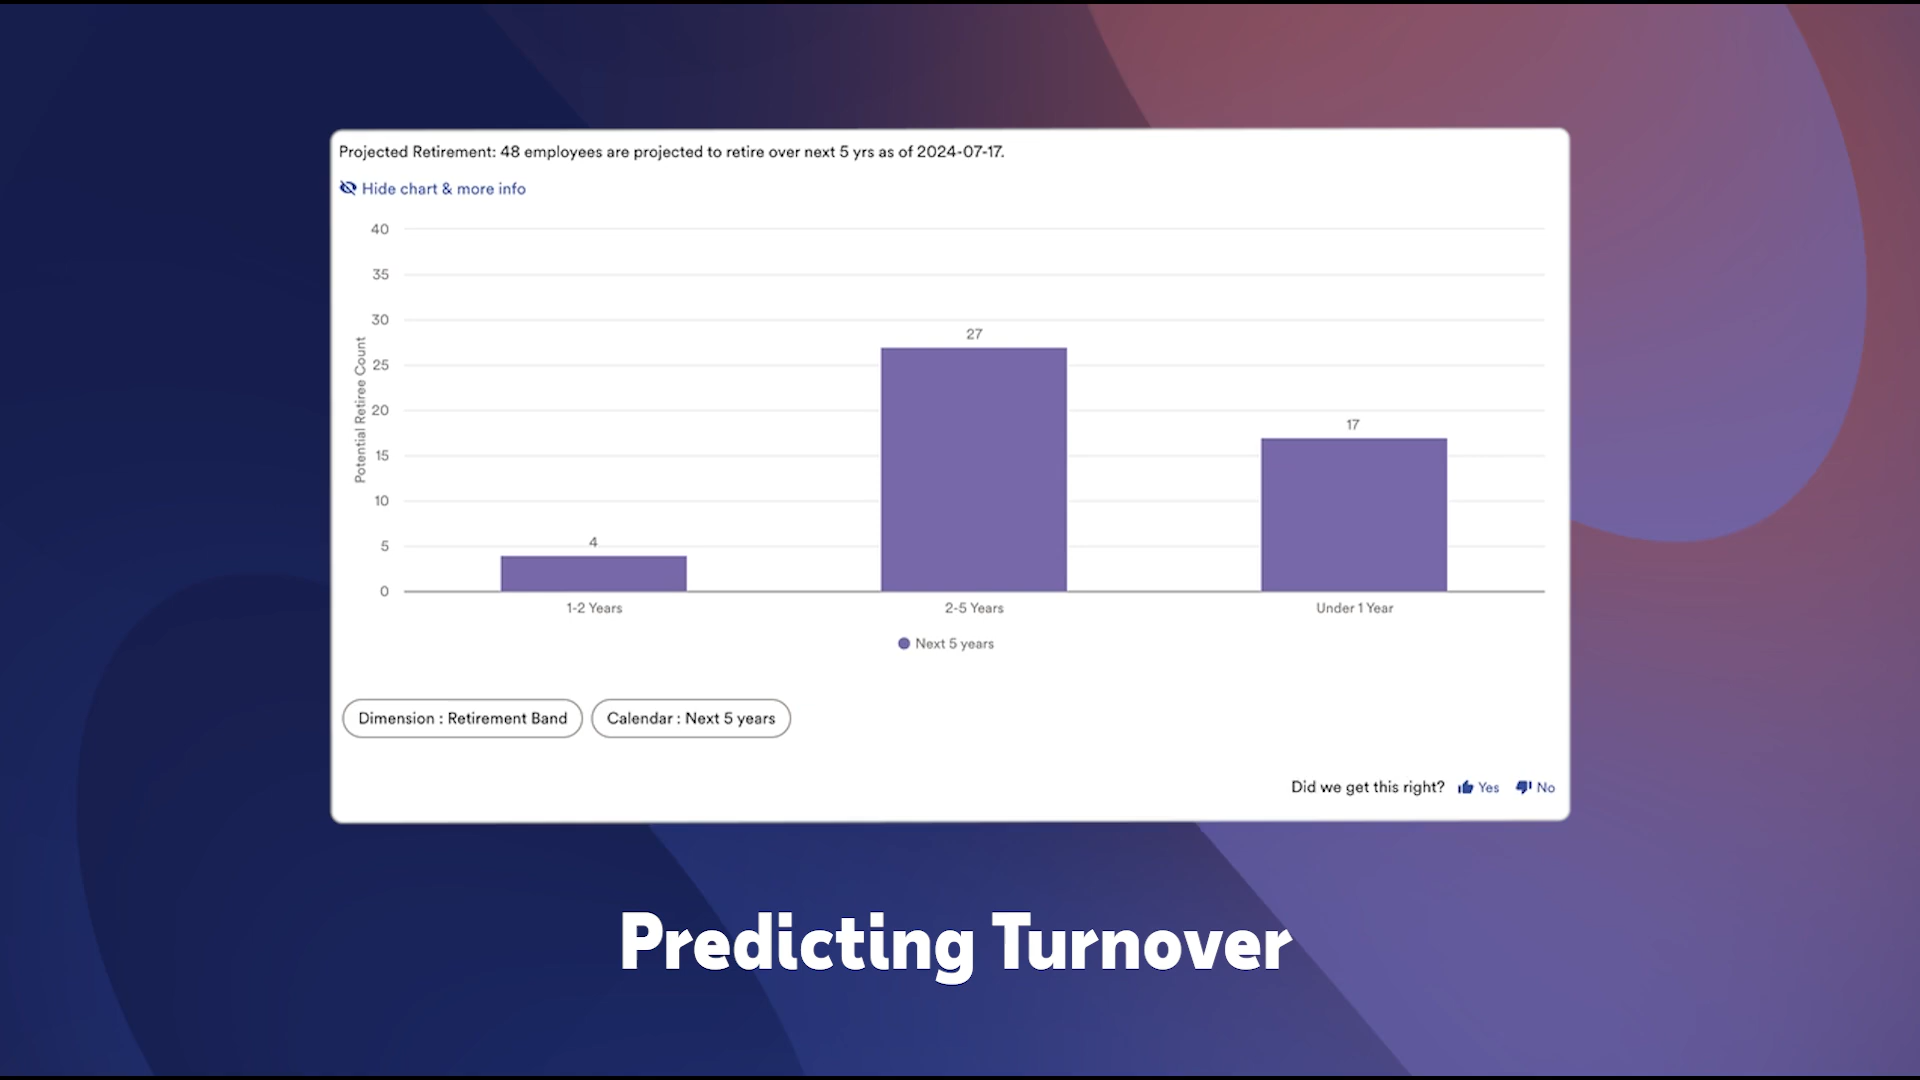 Projected Retirement: 48 employees are projected to retire over next 5 yrs as of 2024-07-17.
Hide chart & more info
40
35
30
25
20
15
10
5
0
Potential Retiree Count
4
27
17
1-2 Years
2-5 Years
Under 1 Year
Next 5 years
Dimension : Retirement Band
Calendar : Next 5 years
Did we get this right? Yes No
Predicting Turnover